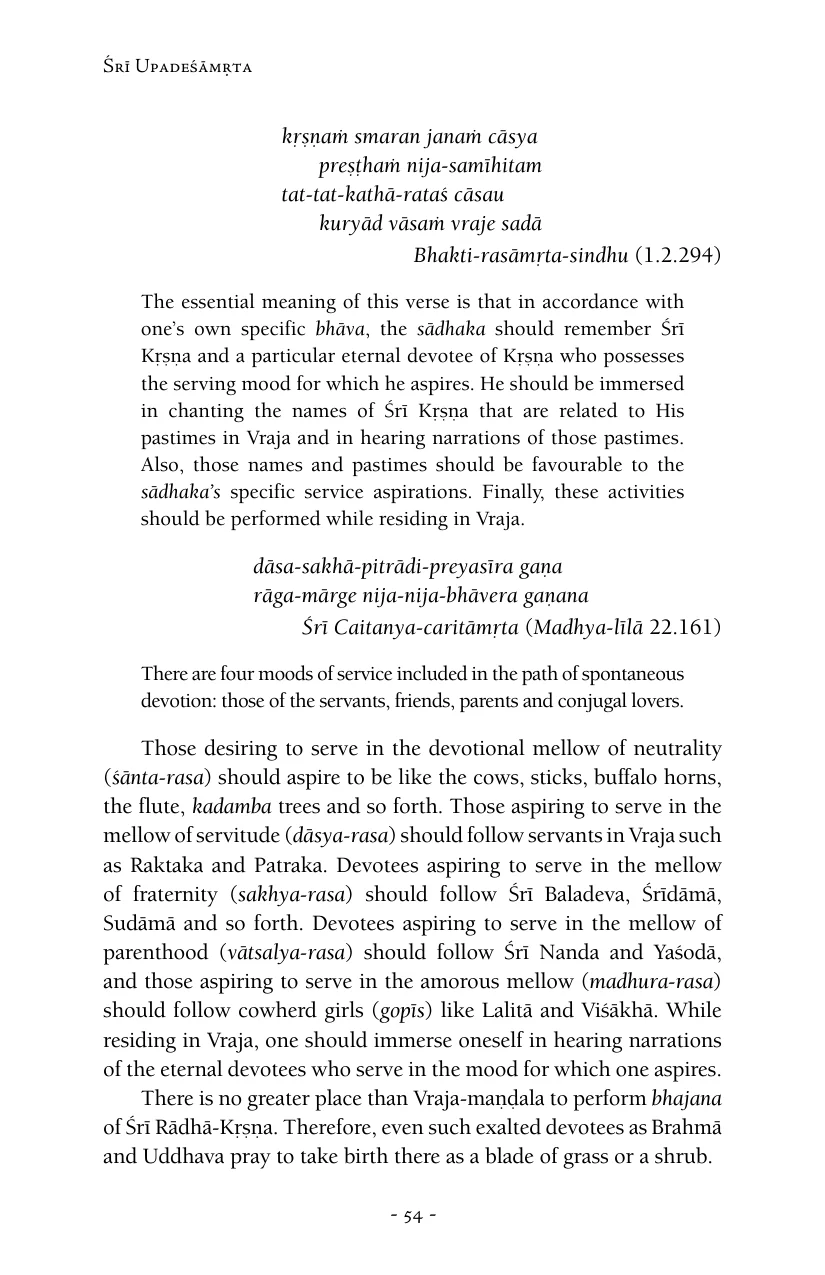 Śrī Upadeśāmṛta
kṛṣṇaṁ smaran janaṁ cāsya
preṣṭhaṁ nija-samīhitam
tat-tat-kathā-rataś cāsau
kuryād vāsaṁ vraje sadā
Bhakti-rasāmṛta-sindhu (1.2.294)
The essential meaning of this verse is that in accordance with
one’s own specific bhāva, the sādhaka should remember Śrī
Kṛṣṇa and a particular eternal devotee of Kṛṣṇa who possesses
the serving mood for which he aspires. He should be immersed
in chanting the names of Śrī Kṛṣṇa that are related to His
pastimes in Vraja and in hearing narrations of those pastimes.
Also, those names and pastimes should be favourable to the
sādhaka’s specific service aspirations. Finally, these activities
should be performed while residing in Vraja.
dāsa-sakhā-pitrādi-preyasīra gaṇa
rāga-mārge nija-nija-bhāvera gaṇana
Śrī Caitanya-caritāmṛta (Madhya-līlā 22.161)
There are four moods of service included in the path of spontaneous
devotion: those of the servants, friends, parents and conjugal lovers.
Those desiring to serve in the devotional mellow of neutrality
(śānta-rasa) should aspire to be like the cows, sticks, buffalo horns,
the flute, kadamba trees and so forth. Those aspiring to serve in the
mellow of servitude (dāsya-rasa) should follow servants in Vraja such
as Raktaka and Patraka. Devotees aspiring to serve in the mellow
of fraternity (sakhya-rasa) should follow Śrī Baladeva, Śrīdāmā,
Sudāmā and so forth. Devotees aspiring to serve in the mellow of
parenthood (vātsalya-rasa) should follow Śrī Nanda and Yaśodā,
and those aspiring to serve in the amorous mellow (madhura-rasa)
should follow cowherd girls (gopīs) like Lalitā and Viśākhā. While
residing in Vraja, one should immerse oneself in hearing narrations
of the eternal devotees who serve in the mood for which one aspires.
There is no greater place than Vraja-maṇḍala to perform bhajana
of Śrī Rādhā-Kṛṣṇa. Therefore, even such exalted devotees as Brahmā
and Uddhava pray to take birth there as a blade of grass or a shrub.
- 54 -